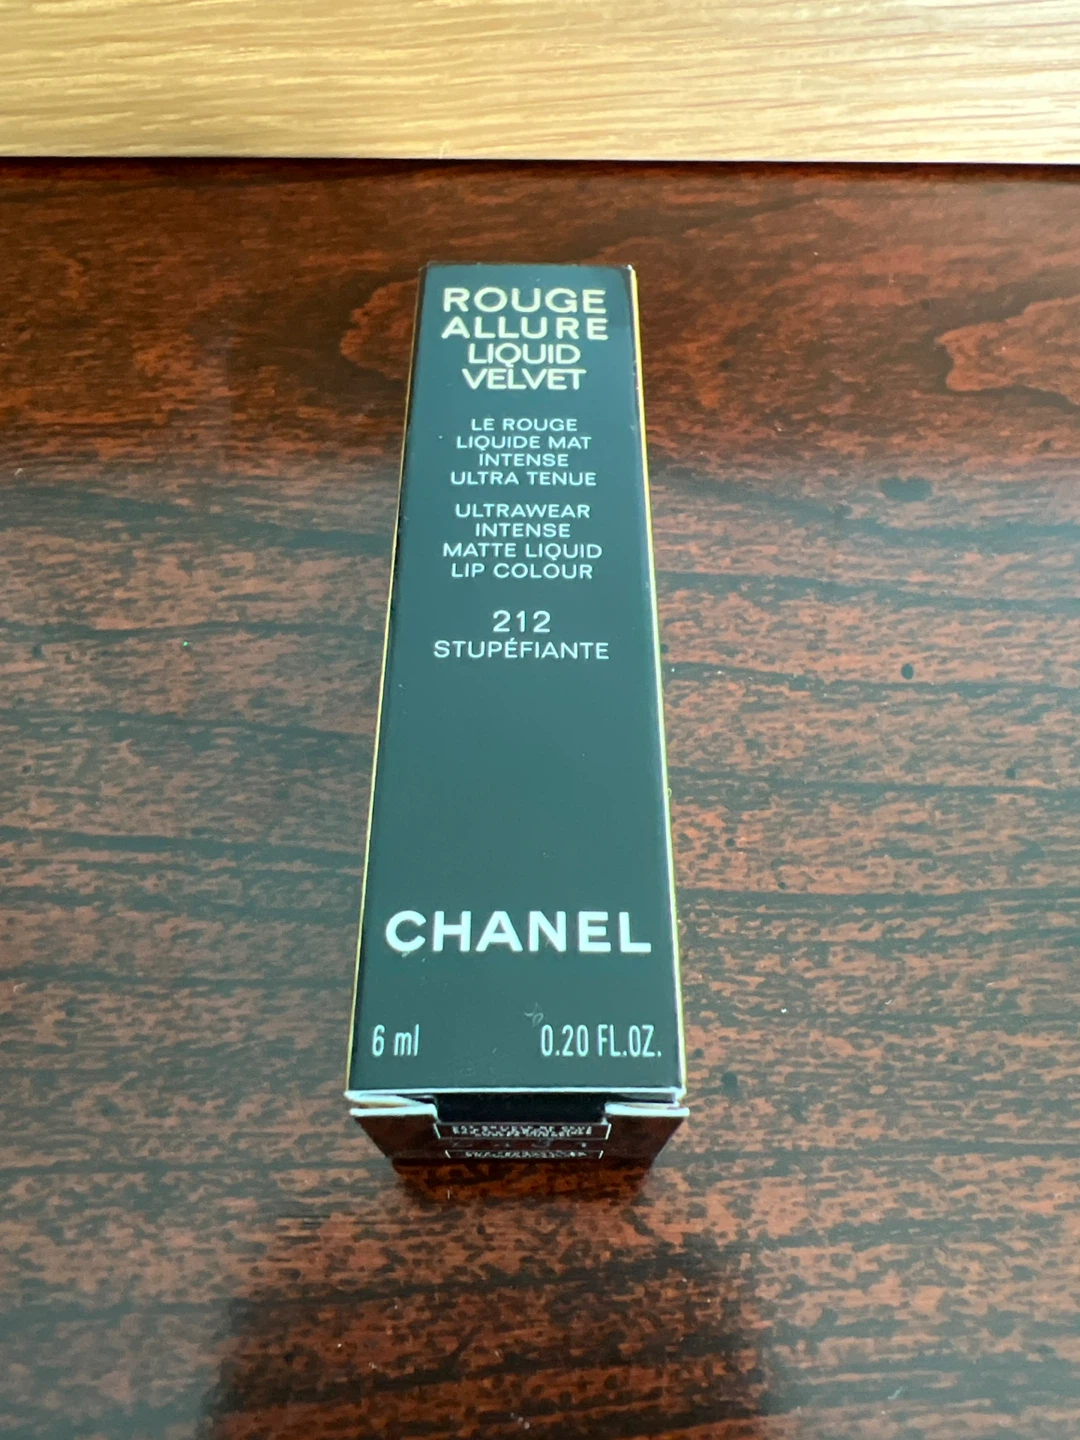 ROUGE
ALLURE
LIQUID
VELVET
LE ROUGE
LIQUIDE MAT
INTENSE
ULTRA TENUE
ULTRAWEAR
INTENSE
MATTE LIQUID
LIP COLOUR
212
STUPÉFIANTE
CHANEL
6 ml 0.20 FL.OZ.